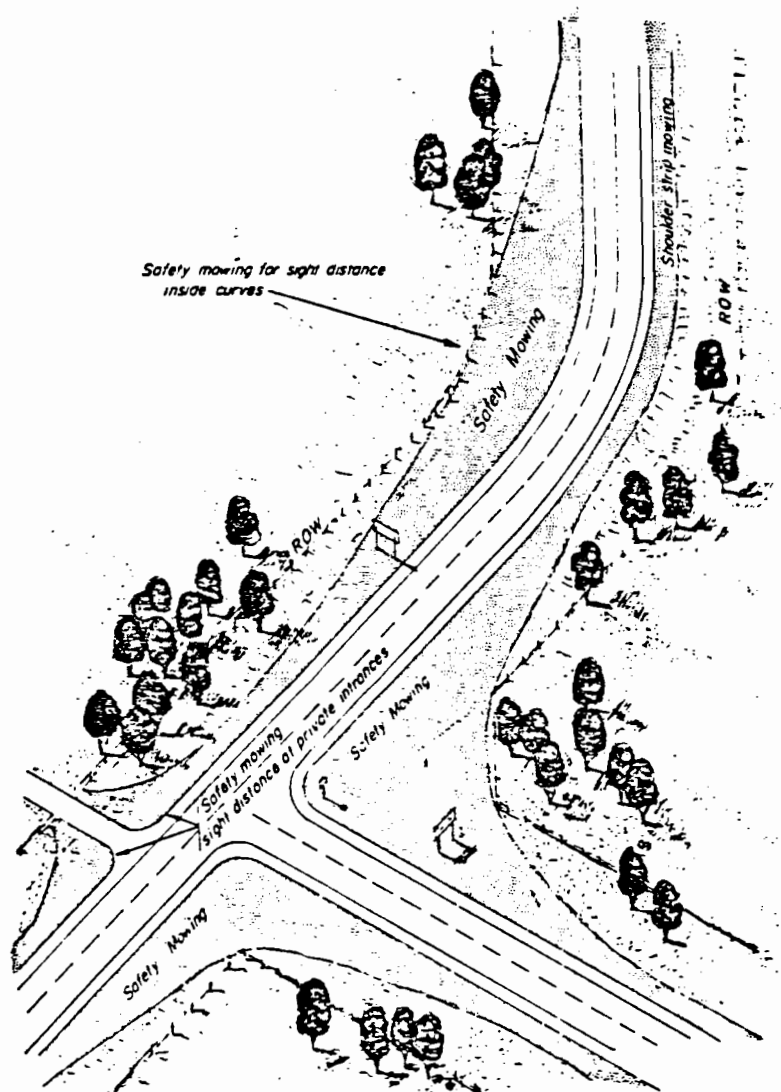 Shoulder strip mowing
Safety mowing for sight distance
inside curves
ROW
Safety Mowing
ROW
Safety Mowing
Safety mowing
sight distance at private intrances
Safety Mowing